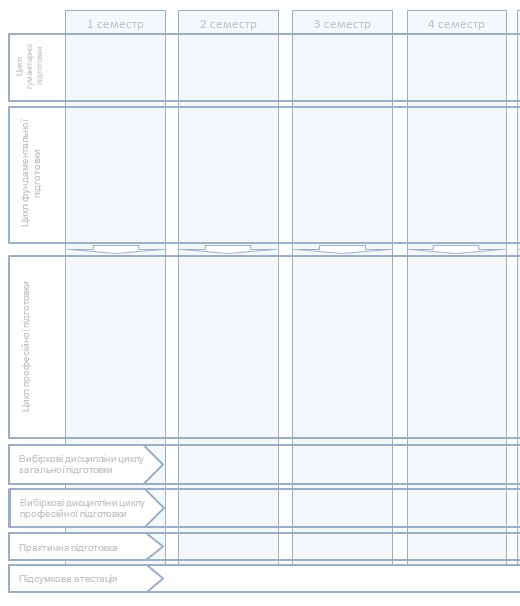 1 семестр
2 семестр
3 семестр
4 семестр
Цикл
гуманітарної
підготовки
Цикл фундаментальної
підготовки
Цикл професійної підготовки
Вибіркові дисципліни циклу
загальної підготовки
Вибіркові дисципліни циклу
професійної підготовки
Практична підготовка
Підсумкова атестація